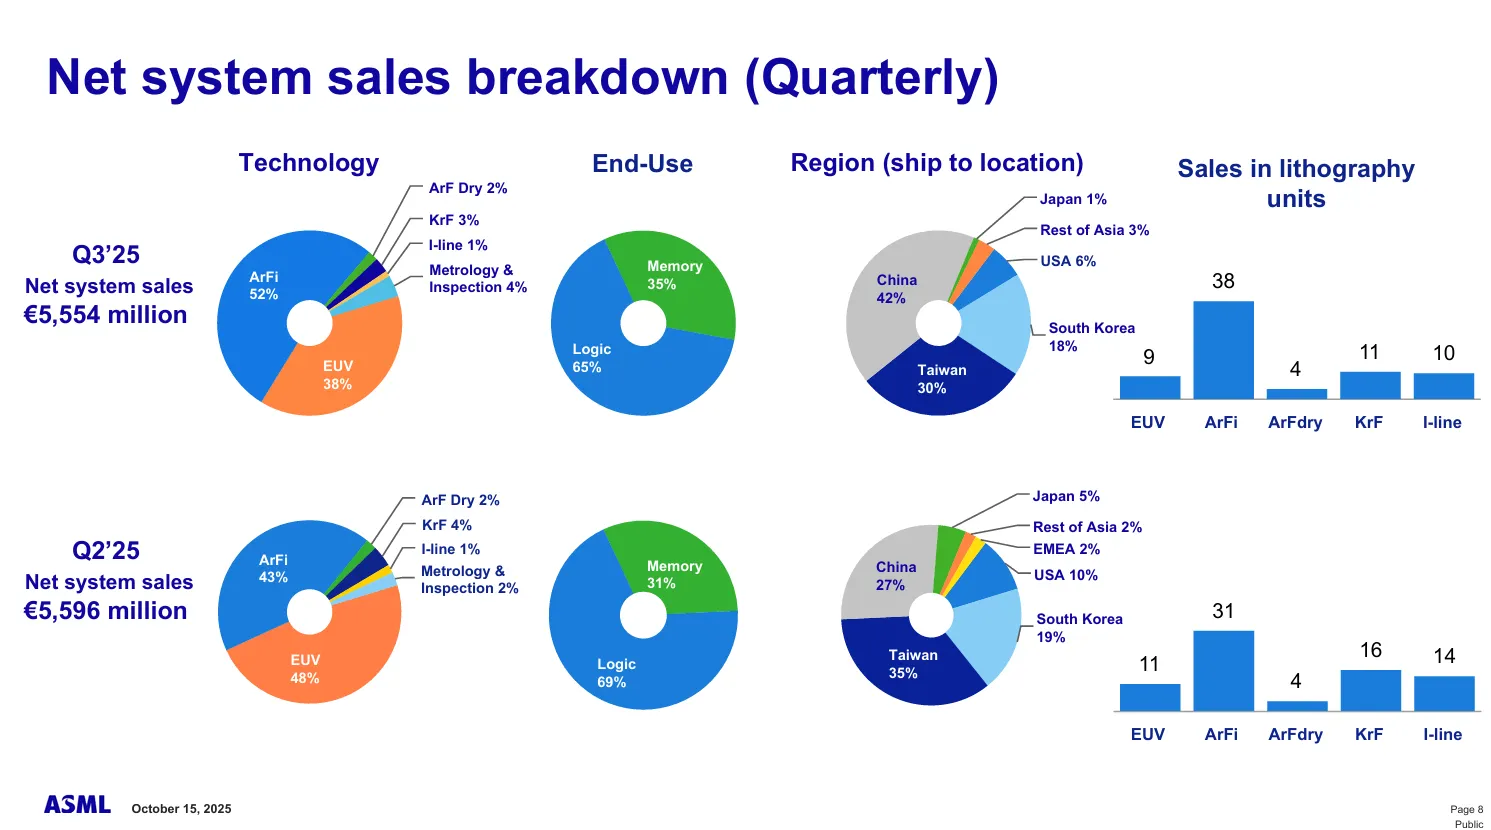 Net system sales breakdown (Quarterly)
Technology
End-Use
Region (ship to location)
Sales in lithography
units
Q3’25
Net system sales
€5,554 million
ArFi
52%
ArF Dry 2%
KrF 3%
I-line 1%
Metrology &
Inspection 4%
EUV
38%
Memory
35%
Logic
65%
China
42%
Japan 1%
Rest of Asia 3%
USA 6%
South Korea
18%
Taiwan
30%
9
38
4
11
10
EUV
ArFi
ArFdry
KrF
I-line
Q2’25
Net system sales
€5,596 million
ArFi
43%
ArF Dry 2%
KrF 4%
I-line 1%
Metrology &
Inspection 2%
EUV
48%
Memory
31%
Logic
69%
China
27%
Japan 5%
Rest of Asia 2%
EMEA 2%
USA 10%
South Korea
19%
Taiwan
35%
11
31
4
16
14
EUV
ArFi
ArFdry
KrF
I-line
ASML
October 15, 2025
Page 8
Public